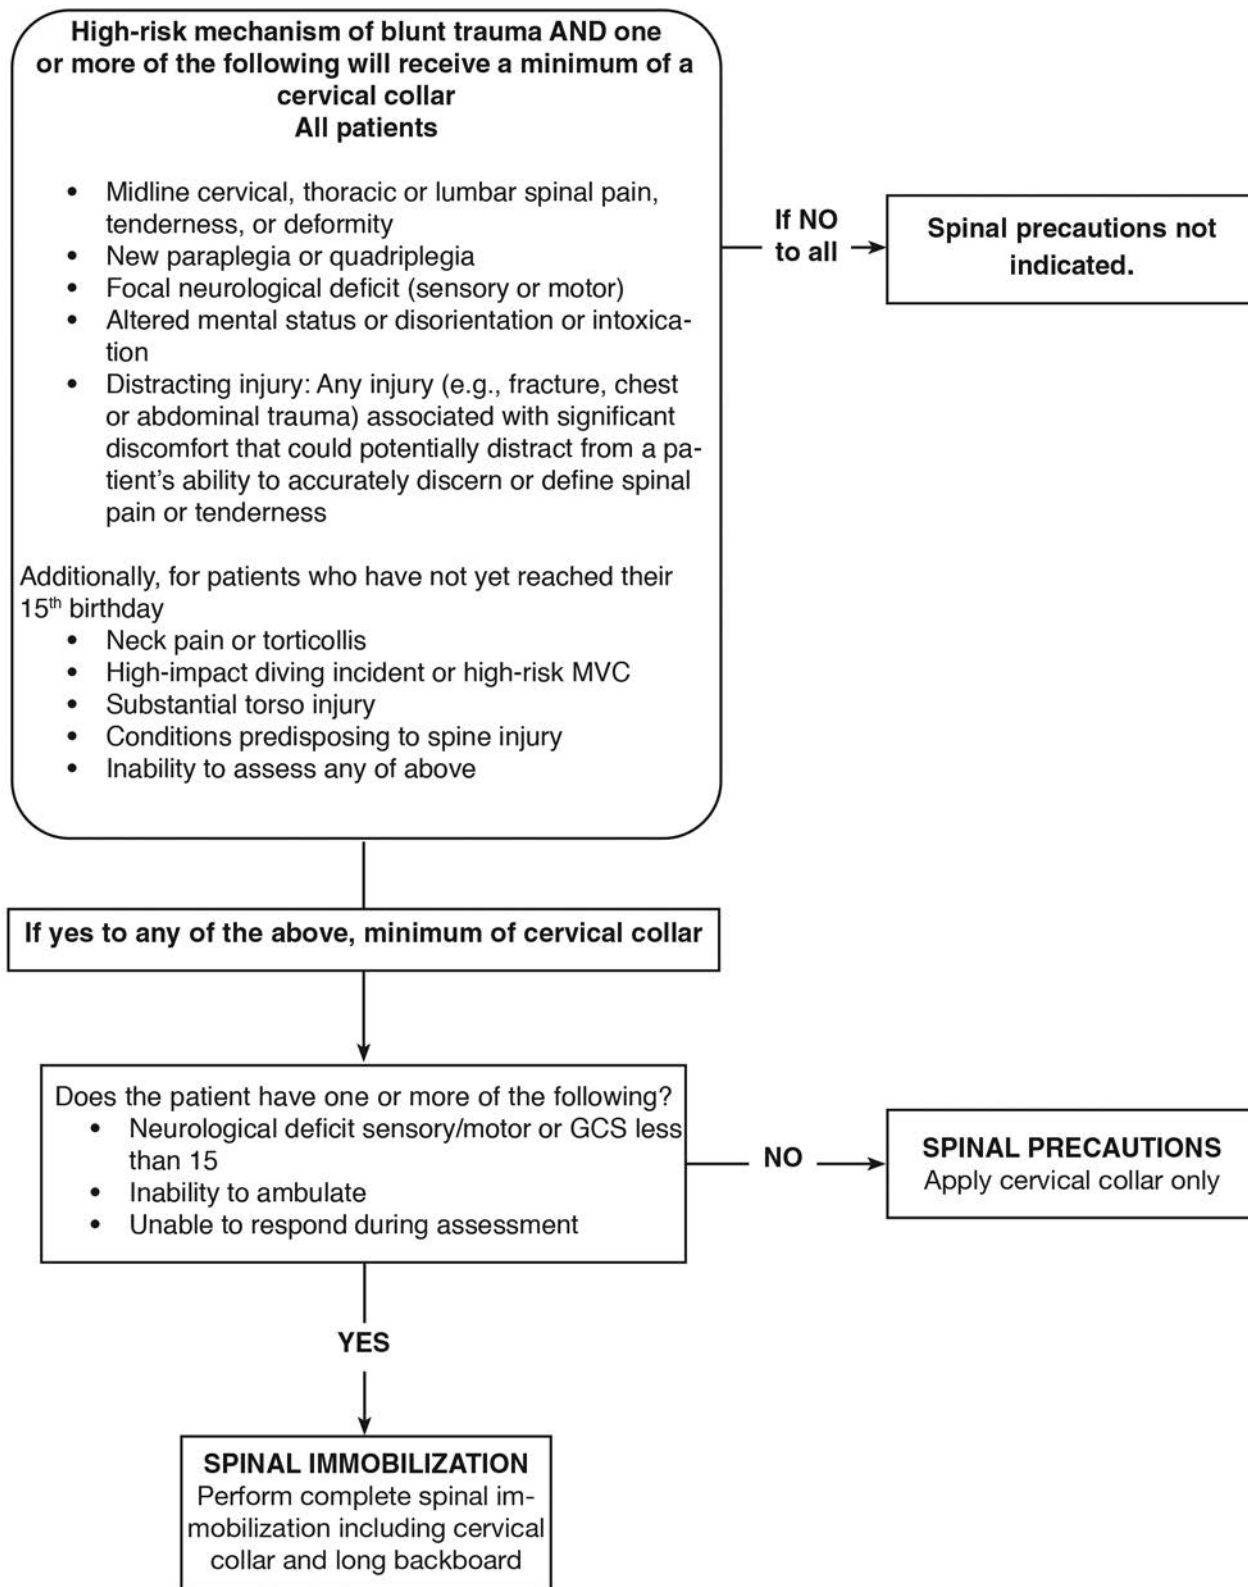 High-risk mechanism of blunt trauma AND one
or more of the following will receive a minimum of a
cervical collar
All patients
• Midline cervical, thoracic or lumbar spinal pain,
tenderness, or deformity
• New paraplegia or quadriplegia
• Focal neurological deficit (sensory or motor)
• Altered mental status or disorientation or intoxica-
tion
• Distracting injury: Any injury (e.g., fracture, chest
or abdominal trauma) associated with significant
discomfort that could potentially distract from a pa-
tient's ability to accurately discern or define spinal
pain or tenderness
Additionally, for patients who have not yet reached their
15th birthday
• Neck pain or torticollis
• High-impact diving incident or high-risk MVC
• Substantial torso injury
• Conditions predisposing to spine injury
• Inability to assess any of above
If NO
to all
Spinal precautions not
indicated.
If yes to any of the above, minimum of cervical collar
Does the patient have one or more of the following?
• Neurological deficit sensory/motor or GCS less
than 15
• Inability to ambulate
• Unable to respond during assessment
NO
SPINAL PRECAUTIONS
Apply cervical collar only
YES
SPINAL IMMOBILIZATION
Perform complete spinal im-
mobilization including cervical
collar and long backboard